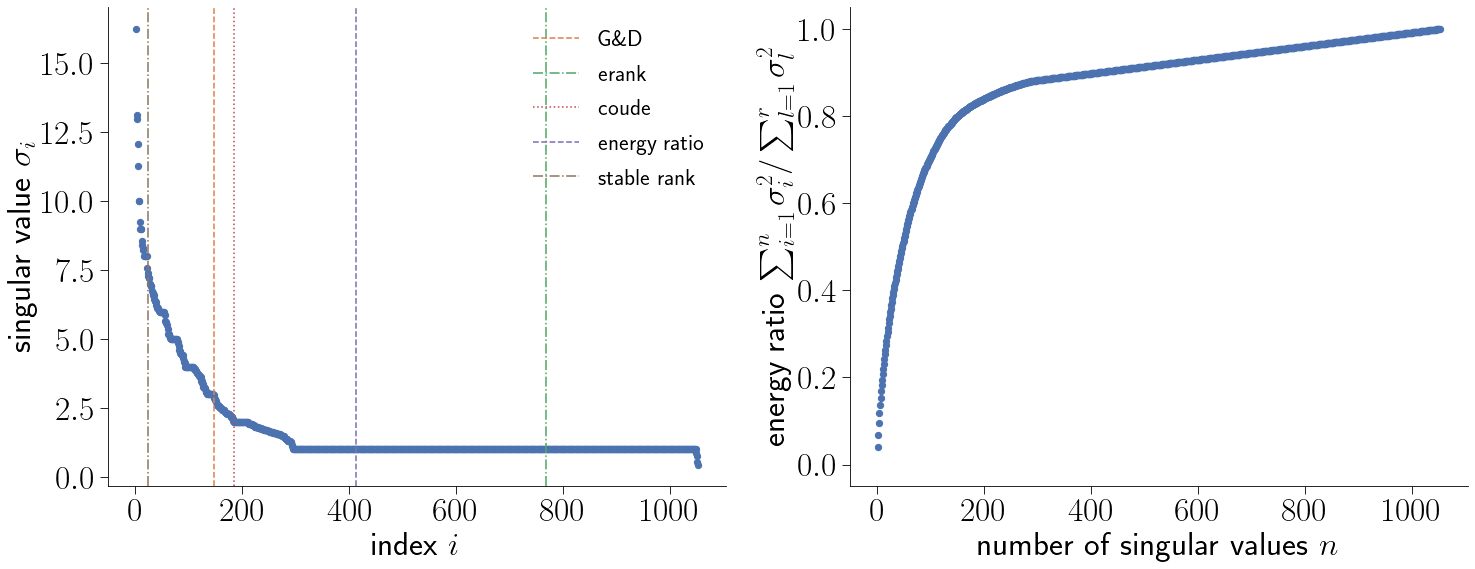 singular value σ_i
15.0
12.5
10.0
7.5
5.0
2.5
0.0
G&D
erank
coude
energy ratio
stable rank
0 200 400 600 800 1000
index i
energy ratio ∑_{i=1}^{n} σ_i^2 / ∑_{l=1}^{r} σ_l^2
1.0
0.8
0.6
0.4
0.2
0.0
0 200 400 600 800 1000
number of singular values n